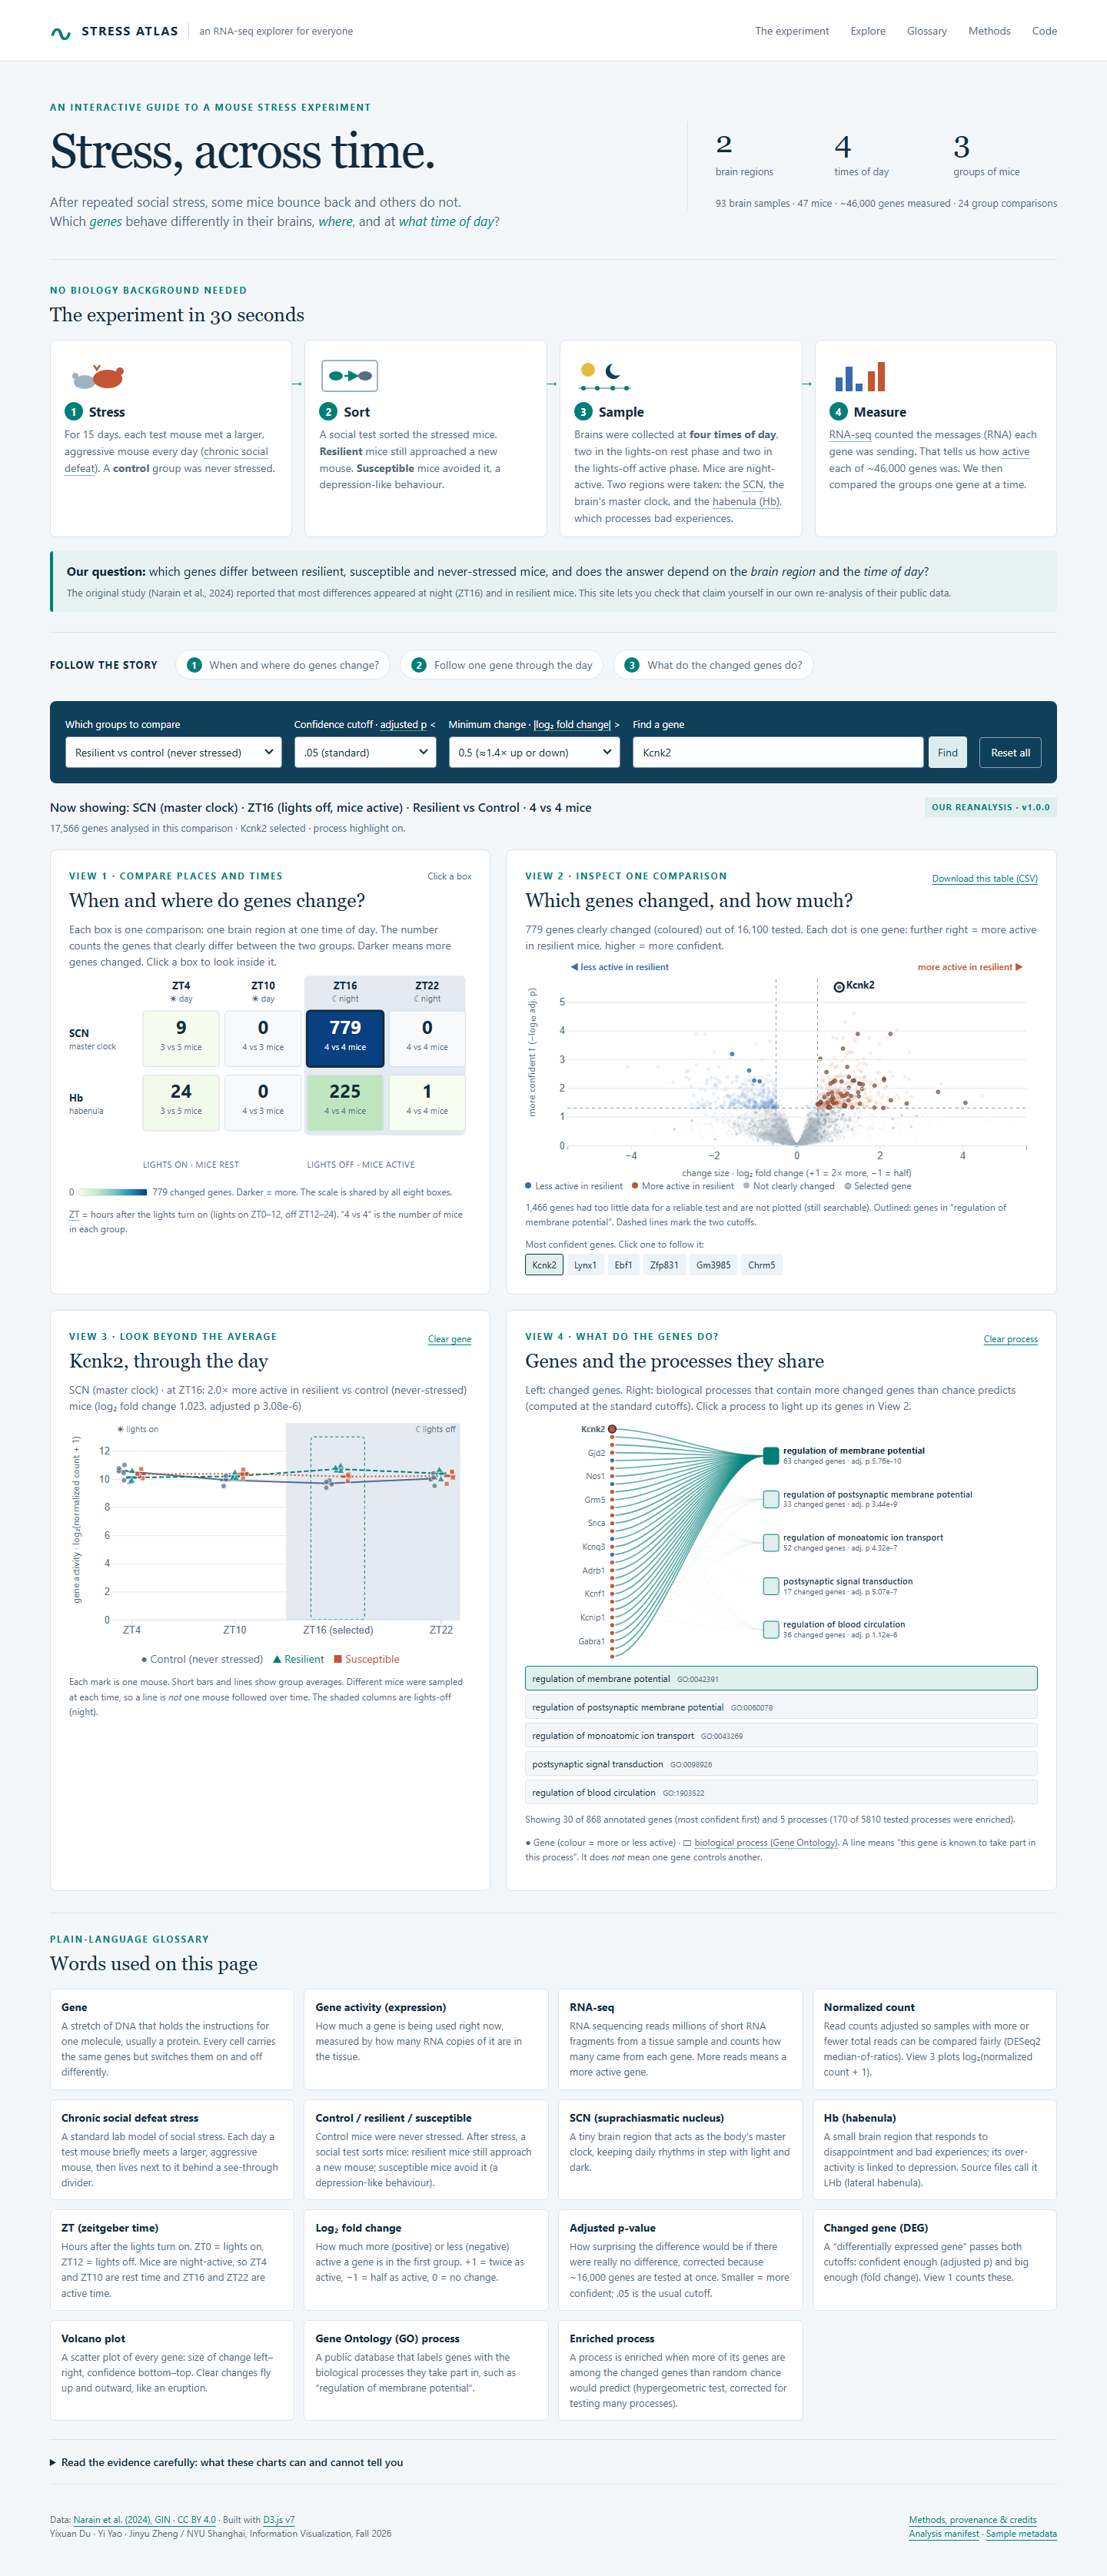 STRESS ATLAS
an RNA-seq explorer for everyone
The experiment
Explore
Glossary
Methods
Code
AN INTERACTIVE GUIDE TO A MOUSE STRESS EXPERIMENT
Stress, across time.
After repeated social stress, some mice bounce back and others do not.
Which genes behave differently in their brains, where, and at what time of day?
2
brain regions
4
times of day
3
groups of mice
93 brain samples · 47 mice · ~46,000 genes measured · 24 group comparisons
NO BIOLOGY BACKGROUND NEEDED
The experiment in 30 seconds
1 Stress
For 15 days, each test mouse met a larger,
aggressive mouse every day (chronic social
defeat). A control group was never stressed.
→
2 Sort
A social test sorted the stressed mice.
Resilient mice still approached a new
mouse. Susceptible mice avoided it, a
depression-like behaviour.
→
3 Sample
Brains were collected at four times of day,
two in the lights-on rest phase and two in
the lights-off active phase. Mice are night-
active. Two regions were taken: the SCN, the
brain's master clock, and the habenula (Hb),
which processes bad experiences.
→
4 Measure
RNA-seq counted the messages (RNA) each
gene was sending. That tells us how active
each of ~46,000 genes was. We then
compared the groups one gene at a time.
Our question: which genes differ between resilient, susceptible and never-stressed mice, and does the answer depend on the brain region and the time of day?
The original study (Narain et al., 2024) reported that most differences appeared at night (ZT16) and in resilient mice. This site lets you check that claim yourself in our own re-analysis of their public data.
FOLLOW THE STORY
1 When and where do genes change?
2 Follow one gene through the day
3 What do the changed genes do?
Which groups to compare
Resilient vs control (never stressed)
Confidence cutoff · adjusted p <
.05 (standard)
Minimum change · |log₂ fold change| >
0.5 (≈1.4× up or down)
Find a gene
Kcnk2
Find
Reset all
Now showing: SCN (master clock) · ZT16 (lights off, mice active) · Resilient vs Control · 4 vs 4 mice
OUR REANALYSIS · v1.0.0
17,566 genes analysed in this comparison · Kcnk2 selected · process highlight on.
VIEW 1 · COMPARE PLACES AND TIMES
Click a box
When and where do genes change?
Each box is one comparison: one brain region at one time of day. The number
counts the genes that clearly differ between the two groups. Darker means more
genes changed. Click a box to look inside it.
ZT4 ZT10 ZT16 ZT22
☀ day ☀ day ☾ night ☾ night
SCN
master clock
9 0 779 0
3 vs 5 mice 4 vs 3 mice 4 vs 4 mice 4 vs 4 mice
Hb
habenula
24 0 225 1
3 vs 5 mice 4 vs 3 mice 4 vs 4 mice 4 vs 4 mice
LIGHTS ON · MICE REST LIGHTS OFF · MICE ACTIVE
0 779 changed genes. Darker = more. The scale is shared by all eight boxes.
ZT = hours after the lights turn on (lights on ZT0–12, off ZT12–24). “4 vs 4” is the number of mice
in each group.
VIEW 2 · INSPECT ONE COMPARISON
Download this table (CSV)
Which genes changed, and how much?
779 genes clearly changed (coloured) out of 16,100 tested. Each dot is one gene: further right = more active
in resilient mice, higher = more confident.
◀ less active in resilient
more active in resilient ▶
Kcnk2
more confident ↑ (−log₁₀ adj. p)
5
4
3
2
1
0
−4 −2 0 2 4
change size · log₂ fold change (+1 = 2× more, −1 = half)
Less active in resilient More active in resilient Not clearly changed Selected gene
1,466 genes had too little data for a reliable test and are not plotted (still searchable). Outlined: genes in “regulation of
membrane potential”. Dashed lines mark the two cutoffs.
Most confident genes. Click one to follow it:
Kcnk2 Lynx1 Ebf1 Zfp831 Gm3985 Chrm5
VIEW 3 · LOOK BEYOND THE AVERAGE
Clear gene
Kcnk2, through the day
SCN (master clock) · at ZT16: 2.0× more active in resilient vs control (never-stressed)
mice (log₂ fold change 1.023, adjusted p 3.08e-6)
☀ lights on
☾ lights off
gene activity · log₂(normalized count + 1)
12
10
8
6
4
2
0
ZT4 ZT10 ZT16 (selected) ZT22
● Control (never stressed) ▲ Resilient ■ Susceptible
Each mark is one mouse. Short bars and lines show group averages. Different mice were sampled
at each time, so a line is not one mouse followed over time. The shaded columns are lights-off
(night).
VIEW 4 · WHAT DO THE GENES DO?
Clear process
Genes and the processes they share
Left: changed genes. Right: biological processes that contain more changed genes than chance predicts
(computed at the standard cutoffs). Click a process to light up its genes in View 2.
Kcnk2
Gjd2
Nos1
Grm5
Snca
Kcnq3
Adrb1
Kcnf1
Kcnip1
Gabra1
regulation of membrane potential
63 changed genes · adj. p 5.76e-10
regulation of postsynaptic membrane potential
33 changed genes · adj. p 3.44e-9
regulation of monoatomic ion transport
52 changed genes · adj. p 4.32e-7
postsynaptic signal transduction
17 changed genes · adj. p 5.07e-7
regulation of blood circulation
36 changed genes · adj. p 1.12e-6
regulation of membrane potential GO:0042391
regulation of postsynaptic membrane potential GO:0060078
regulation of monoatomic ion transport GO:0043269
postsynaptic signal transduction GO:0098926
regulation of blood circulation GO:1903522
Showing 30 of 868 annotated genes (most confident first) and 5 processes (170 of 5810 tested processes were enriched).
● Gene (colour = more or less active) · □ biological process (Gene Ontology). A line means “this gene is known to take part in
this process”. It does not mean one gene controls another.
PLAIN-LANGUAGE GLOSSARY
Words used on this page
Gene
A stretch of DNA that holds the instructions for
one molecule, usually a protein. Every cell carries
the same genes but switches them on and off
differently.
Gene activity (expression)
How much a gene is being used right now,
measured by how many RNA copies of it are in
the tissue.
RNA-seq
RNA sequencing reads millions of short RNA
fragments from a tissue sample and counts how
many came from each gene. More reads means a
more active gene.
Normalized count
Read counts adjusted so samples with more or
fewer total reads can be compared fairly (DESeq2
median-of-ratios). View 3 plots log₂(normalized
count + 1).
Chronic social defeat stress
A standard lab model of social stress. Each day a
test mouse briefly meets a larger, aggressive
mouse, then lives next to it behind a see-through
divider.
Control / resilient / susceptible
Control mice were never stressed. After stress, a
social test sorts mice: resilient mice still approach
a new mouse; susceptible mice avoid it (a
depression-like behaviour).
SCN (suprachiasmatic nucleus)
A tiny brain region that acts as the body's master
clock, keeping daily rhythms in step with light and
dark.
Hb (habenula)
A small brain region that responds to
disappointment and bad experiences; its over-
activity is linked to depression. Source files call it
LHb (lateral habenula).
ZT (zeitgeber time)
Hours after the lights turn on. ZT0 = lights on,
ZT12 = lights off. Mice are night-active, so ZT4
and ZT10 are rest time and ZT16 and ZT22 are
active time.
Log₂ fold change
How much more (positive) or less (negative)
active a gene is in the first group. +1 = twice as
active, −1 = half as active, 0 = no change.
Adjusted p-value
How surprising the difference would be if there
were really no difference, corrected because
~16,000 genes are tested at once. Smaller = more
confident; .05 is the usual cutoff.
Changed gene (DEG)
A “differentially expressed gene” passes both
cutoffs: confident enough (adjusted p) and big
enough (fold change). View 1 counts these.
Volcano plot
A scatter plot of every gene: size of change left–
right, confidence bottom–top. Clear changes fly
up and outward, like an eruption.
Gene Ontology (GO) process
A public database that labels genes with the
biological processes they take part in, such as
“regulation of membrane potential”.
Enriched process
A process is enriched when more of its genes are
among the changed genes than random chance
would predict (hypergeometric test, corrected for
testing many processes).
▶ Read the evidence carefully: what these charts can and cannot tell you
Data: Narain et al. (2024), GIN · CC BY 4.0 · Built with D3.js v7
Yixuan Du · Yi Yao · Jinyu Zheng / NYU Shanghai, Information Visualization, Fall 2026
Methods, provenance & credits
Analysis manifest · Sample metadata